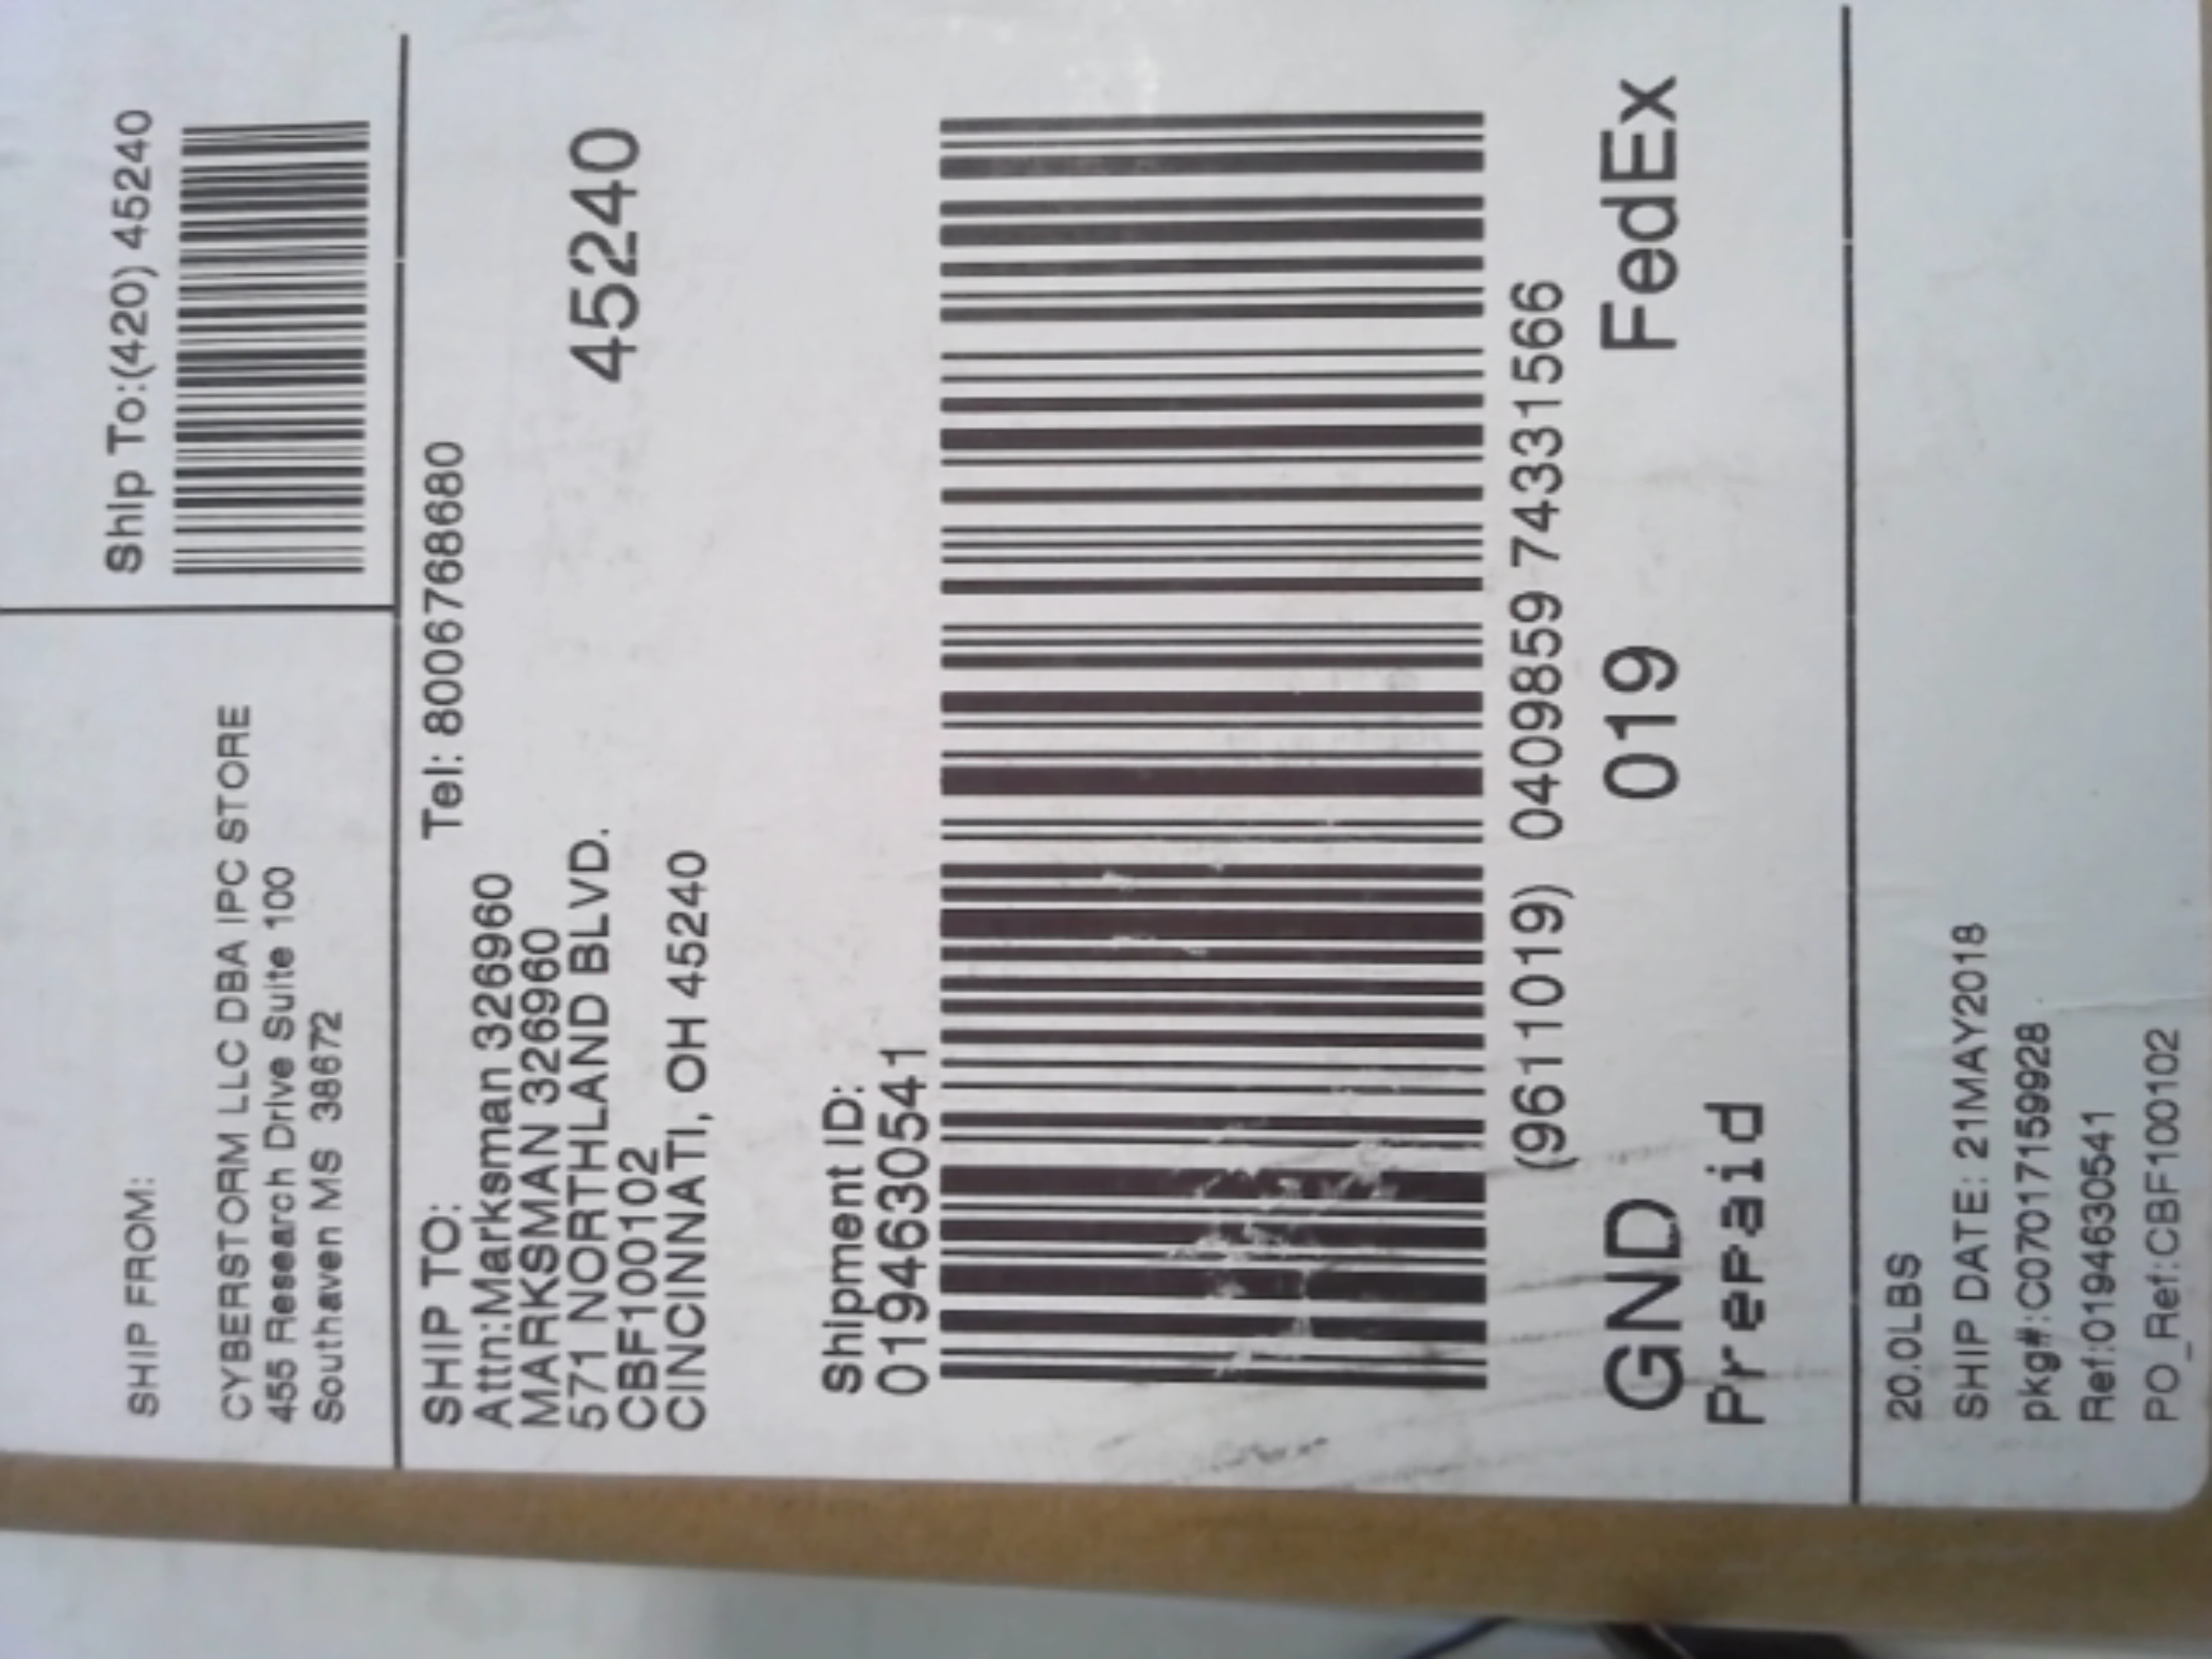 SHIP FROM:
CYBERSTORM LLC DBA IPC STORE
455 Research Drive Suite 100
Southaven MS 38672
Ship To:(420) 45240
SHIP TO:
Tel: 8006768680
Attn:Marksman 326960
MARKSMAN 326960
571 NORTHLAND BLVD.
CBF100102
CINCINNATI, OH 45240
45240
Shipment ID:
0194630541
(9611019) 0409859 74331566
GND 019 FedEx
Prepaid
20.0LBS
SHIP DATE: 21MAY2018
pkg#:C07017159928
Ref:0194630541
PO_Ref:CBF100102